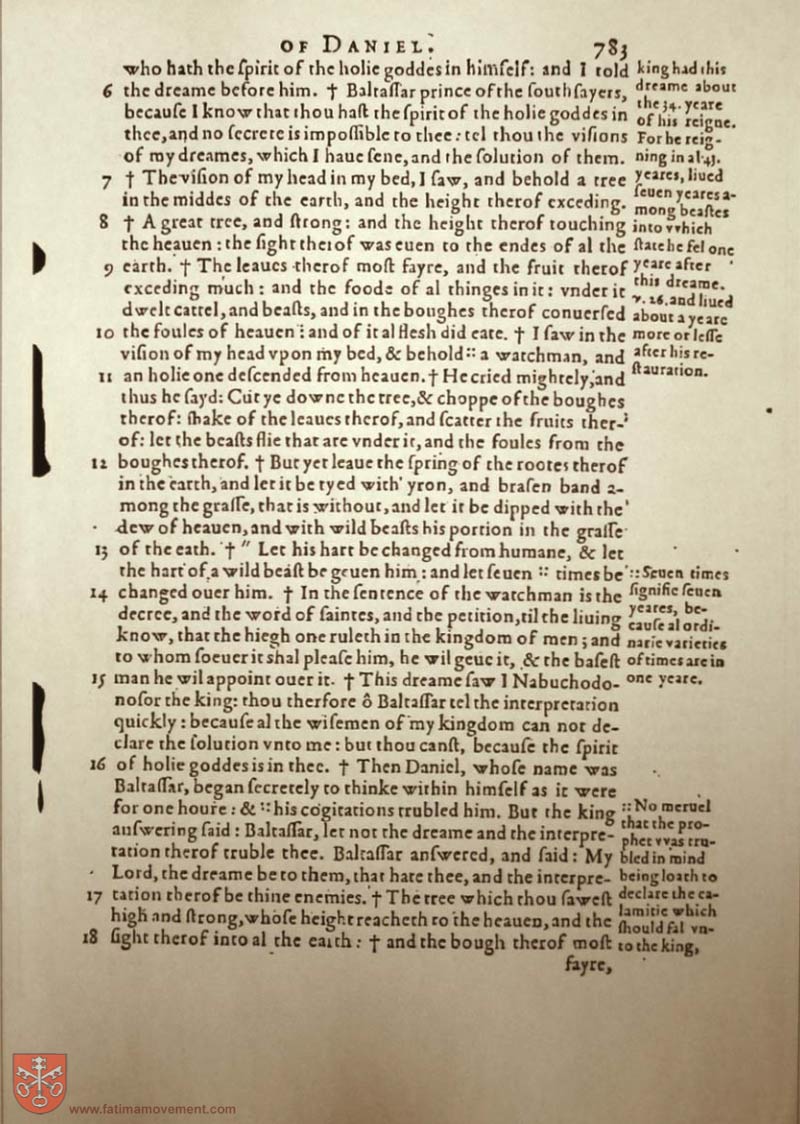 OF DANIEL. 783
who hath the ſpirit of the holie goddes in himſelf: and I told
6 the dreame before him. † Baltaſſar prince of the ſouthſayers,
becauſe I know that thou haſt the ſpirit of the holie goddes in
thee, and no ſecrete is impoſſible to thee: tel thou the viſions
of my dreames, which I haue ſene, and the ſolution of them.
7 † The viſion of my head in my bed, I ſaw, and behold a tree
in the middes of the earth, and the height therof exceding.
8 † A great tree, and ſtrong: and the height therof touching
the heauen: the ſight therof was euen to the endes of al the
9 earth. † The leaues therof moſt fayre, and the fruit therof
exceding much: and the foode of al thinges in it: vnder it
dwelt cattel, and beaſts, and in the boughes therof conuerſed
10 the foules of heauen: and of it al fleſh did eate. † I ſaw in the
viſion of my head vpon my bed, & behold :: a watchman, and
11 an holie one deſcended from heauen. † He cried mightely, and
thus he ſayd: Cut ye downe the tree, & choppe of the boughes
therof: ſhake of the leaues therof, and ſcatter the fruits ther-
of: let the beaſts flie that are vnder it, and the foules from the
12 boughes therof. † But yet leaue the ſpring of the rootes therof
in the earth, and let it be tyed with yron, and braſen band a-
mong the graſſe, that is without, and let it be dipped with the
dew of heauen, and with wild beaſts his portion in the graſſe
13 of the eath. † " Let his hart be changed from humane, & let
the hart of a wild beaſt be geuen him: and let ſeuen :: times be
14 changed ouer him. † In the ſentence of the watchman is the
decree, and the word of ſaintes, and the petition, til the liuing
know, that the hiegh one ruleth in the kingdom of men; and
to whom ſoeuer it shal pleaſe him, he wil geue it, & the baſeſt
15 man he wil appoint ouer it. † This dreame ſaw I Nabuchodo-
noſor the king: thou therfore ô Baltaſſar tel the interpretation
quickly: becauſe al the wiſemen of my kingdom can not de-
clare the ſolution vnto me: but thou canſt, becauſe the ſpirit
16 of holie goddes is in thee. † Then Daniel, whoſe name was
Baltaſſar, began ſecretely to thinke within himſelf as it were
for one houre: & :: his cogitations trubled him. But the king
anſwering ſaid: Baltaſſar, let not the dreame and the interpre-
tation therof truble thee. Baltaſſar anſwered, and ſaid: My
Lord, the dreame be to them, that hate thee, and the interpre-
17 tation therof be thine enemies. † The tree which thou ſaweſt
high and ſtrong, whoſe height reacheth to the heauen, and the
18 ſight therof into al the earth: † and the bough therof moſt
fayre,
king had this
dreame about
the 34. yeare
of his reigne.
For he reig-
ning in al 43.
yeares, liued
ſeuen yeares a-
mong beaſtes
into vvhich
ſtate he fel one
yeare after
this dreame.
v. 26. and liued
about a yeare
more or leſſe
after his re-
ſtauration.
:: Seuen times
ſignifie ſeuen
yeares, be-
cauſe al ordi-
narie varieties
of times are in
one yeare.
:: No meruel
that the pro-
phet vvas tru-
bled in mind
being loath to
declare the ca-
lamitie which
ſhould fal vn-
to the king,
www.fatimamovement.com